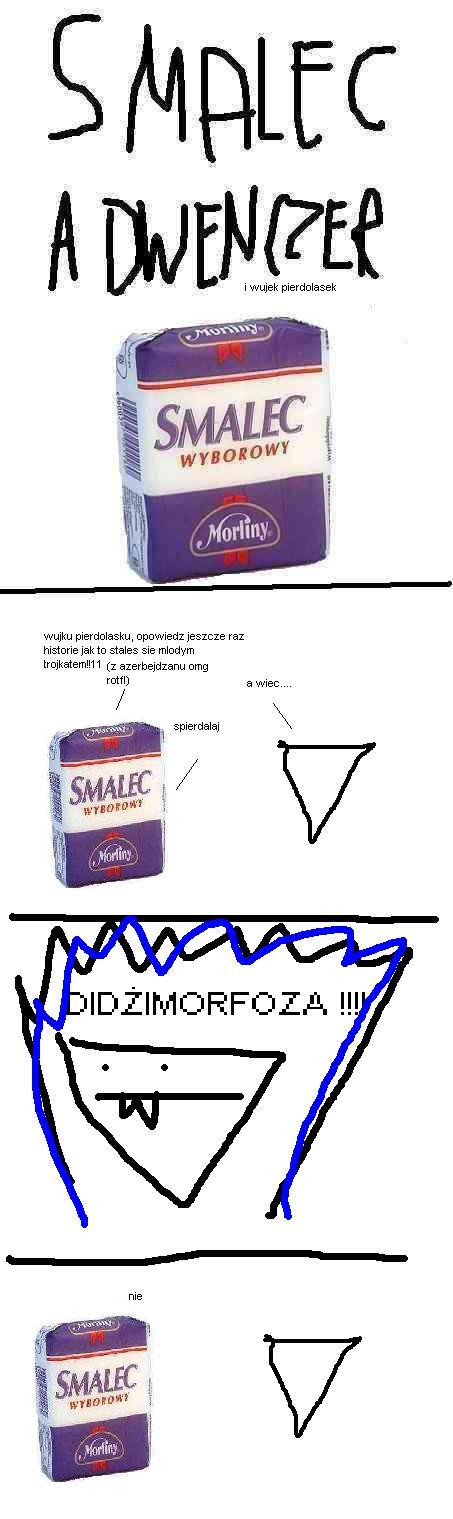 SMALEC
ADWENCZER
i wujek pierdolasek
Morliny
SMALEC
WYBOROWY
Morliny
wujku pierdolasku, opowiedz jeszcze raz
historie jak to stales sie mlodym
trojkatem!!11 (z azerbejdzanu omg
rotfl)
a wiec....
spierdalaj
Morliny
SMALEC
WYBOROWY
Morliny
DIDŻIMORFOZA !!!!
nie
Morliny
SMALEC
WYBOROWY
Morliny